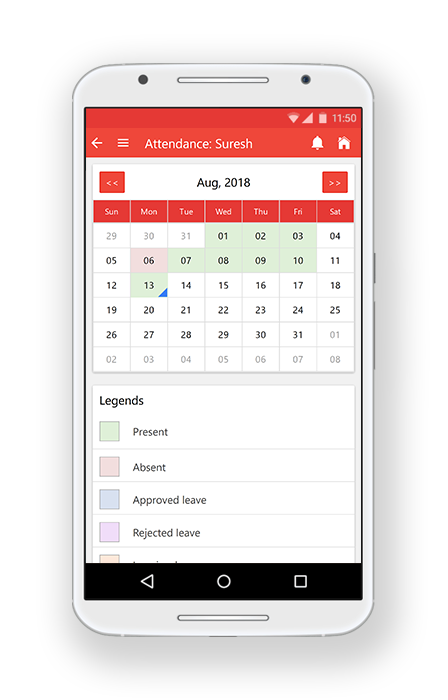 11:50
Attendance: Suresh
<< Aug, 2018 >>
Sun Mon Tue Wed Thu Fri Sat
29 30 31 01 02 03 04
05 06 07 08 09 10 11
12 13 14 15 16 17 18
19 20 21 22 23 24 25
26 27 28 29 30 31 01
02 03 04 05 06 07 08
Legends
Present
Absent
Approved leave
Rejected leave